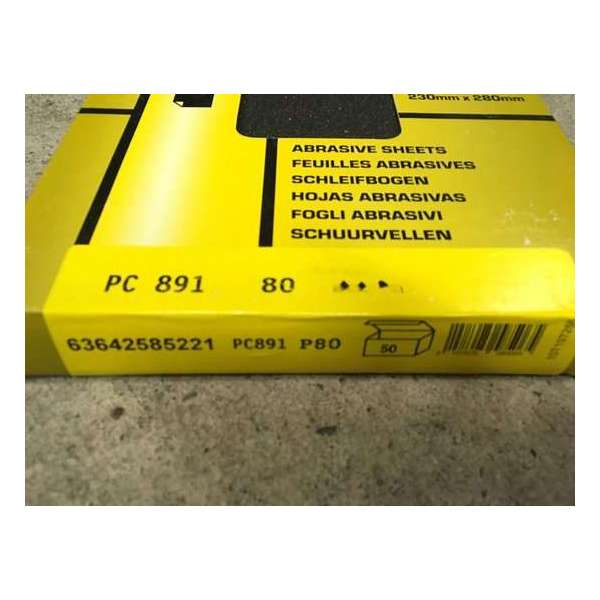 230mm x 280mm
ABRASIVE SHEETS
FEUILLES ABRASIVES
SCHLEIFBOGEN
HOJAS ABRASIVAS
FOGLI ABRASIVI
SCHUURVELLEN
PC 891 80
63642585221 PC891 P80 50